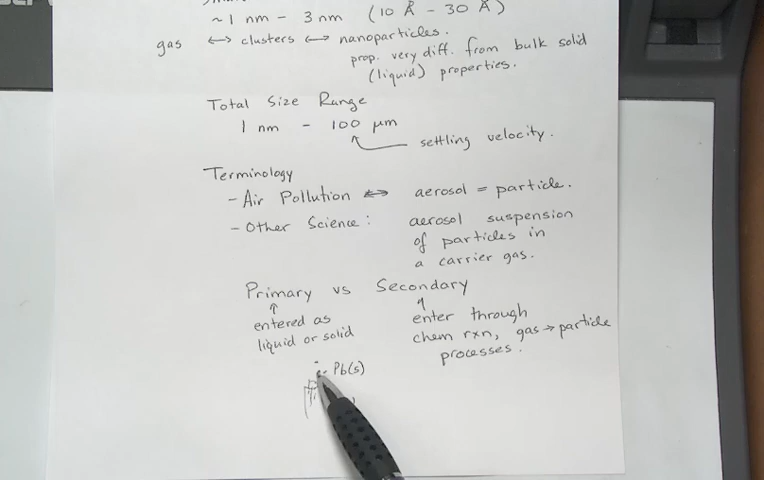 ~ 1 nm - 3 nm (10 Å - 30 Å)
gas ↔ clusters ↔ nanoparticles.
prop. very diff. from bulk solid
(liquid) properties.
Total Size Range
1 nm - 100 μm
settling velocity.
Terminology
- Air Pollution ↔ aerosol = particle.
- Other Science: aerosol suspension
of particles in
a carrier gas.
Primary vs Secondary
entered as
liquid or solid
enter through
chem rxn, gas → particle
processes.
Pb(s)